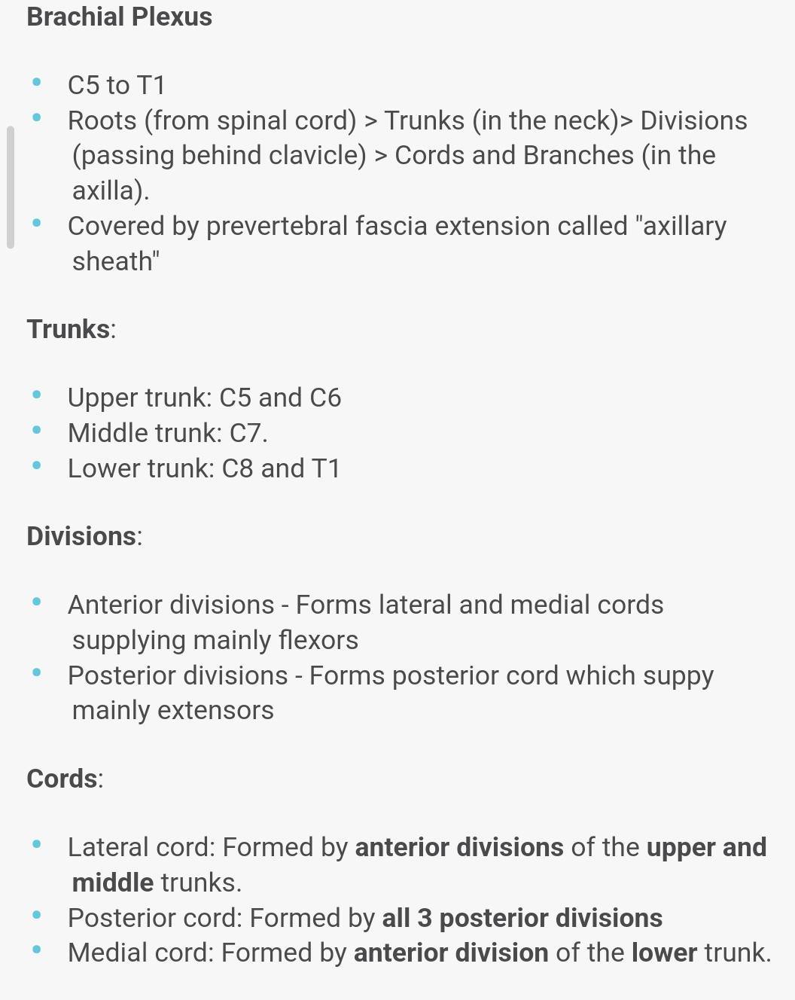 Brachial Plexus
• C5 to T1
• Roots (from spinal cord) > Trunks (in the neck)> Divisions
(passing behind clavicle) > Cords and Branches (in the
axilla).
• Covered by prevertebral fascia extension called "axillary
sheath"
Trunks:
• Upper trunk: C5 and C6
• Middle trunk: C7.
• Lower trunk: C8 and T1
Divisions:
• Anterior divisions - Forms lateral and medial cords
supplying mainly flexors
• Posterior divisions - Forms posterior cord which suppy
mainly extensors
Cords:
• Lateral cord: Formed by anterior divisions of the upper and
middle trunks.
• Posterior cord: Formed by all 3 posterior divisions
• Medial cord: Formed by anterior division of the lower trunk.